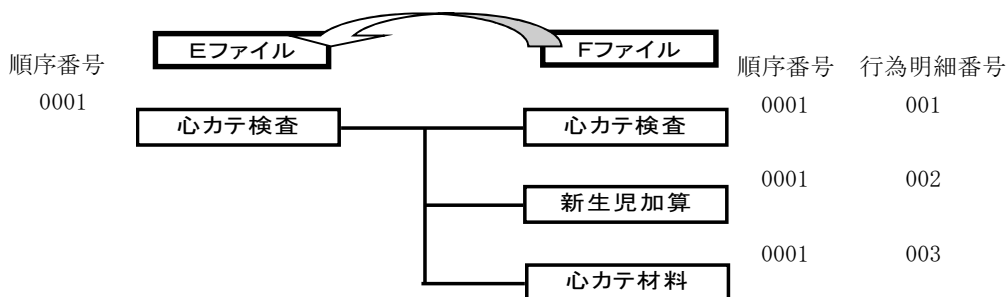 Eファイル Fファイル
順序番号 順序番号 行為明細番号
0001 心カテ検査 心カテ検査 0001 001
新生児加算 0001 002
心カテ材料 0001 003